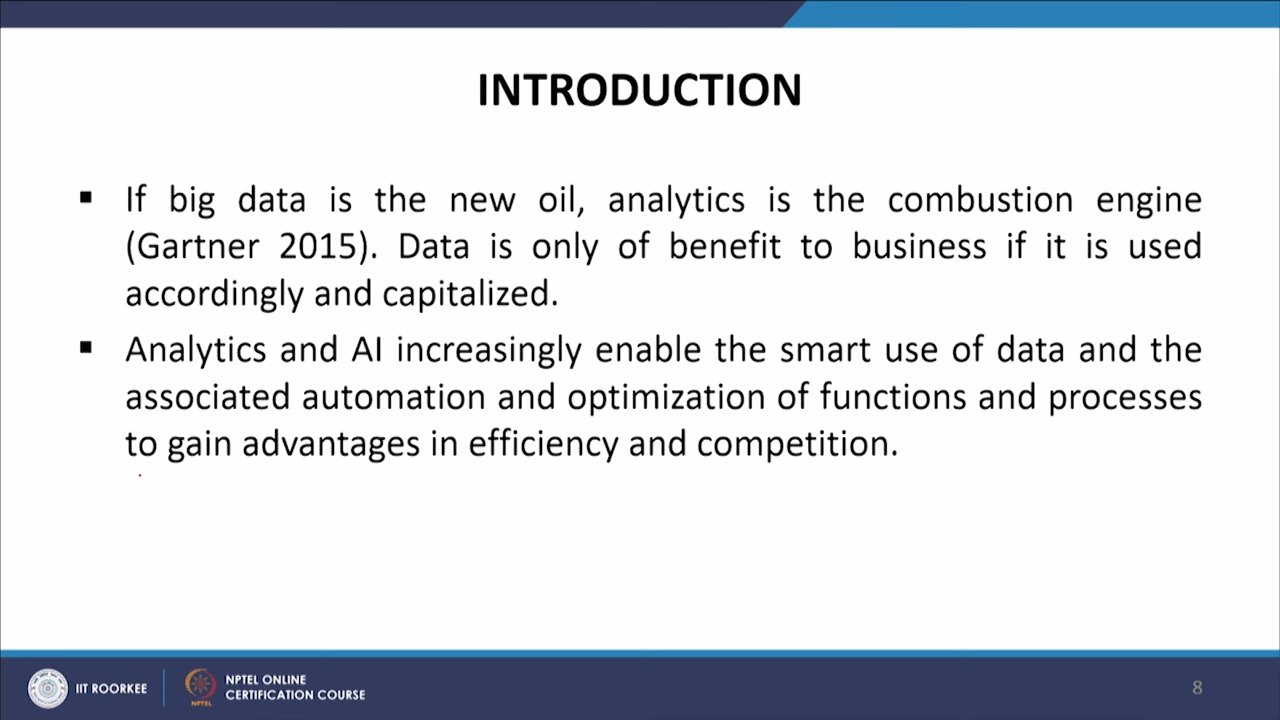 INTRODUCTION
▪ If big data is the new oil, analytics is the combustion engine
(Gartner 2015). Data is only of benefit to business if it is used
accordingly and capitalized.
▪ Analytics and AI increasingly enable the smart use of data and the
associated automation and optimization of functions and processes
to gain advantages in efficiency and competition.
IIT ROORKEE
NPTEL
NPTEL ONLINE
CERTIFICATION COURSE
8